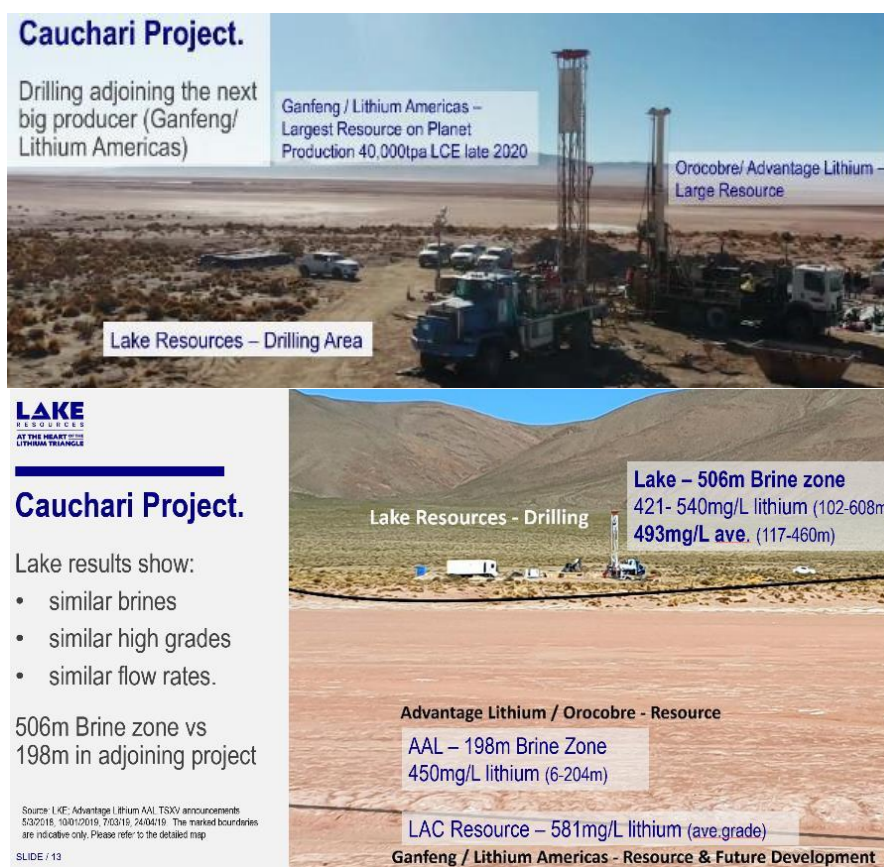 Cauchari Project.
Drilling adjoining the next
big producer (Ganfeng/
Lithium Americas)
Ganfeng / Lithium Americas –
Largest Resource on Planet
Production 40,000tpa LCE late 2020
Orocobre/ Advantage Lithium –
Large Resource
Lake Resources – Drilling Area
LAKE
RESOURCES
AT THE HEART OF THE
LITHIUM TRIANGLE
Cauchari Project.
Lake results show:
• similar brines
• similar high grades
• similar flow rates.
506m Brine zone vs
198m in adjoining project
Source: LKE; Advantage Lithium AAL TSXV announcements
5/3/2018, 10/01/2019, 7/03/19, 24/04/19 The marked boundaries
are indicative only. Please refer to the detailed map
SLIDE / 13
Lake Resources - Drilling
Lake – 506m Brine zone
421- 540mg/L lithium (102-608m
493mg/L ave. (117-460m)
Advantage Lithium / Orocobre - Resource
AAL – 198m Brine Zone
450mg/L lithium (6-204m)
LAC Resource – 581mg/L lithium (ave.grade)
Ganfeng / Lithium Americas - Resource & Future Development